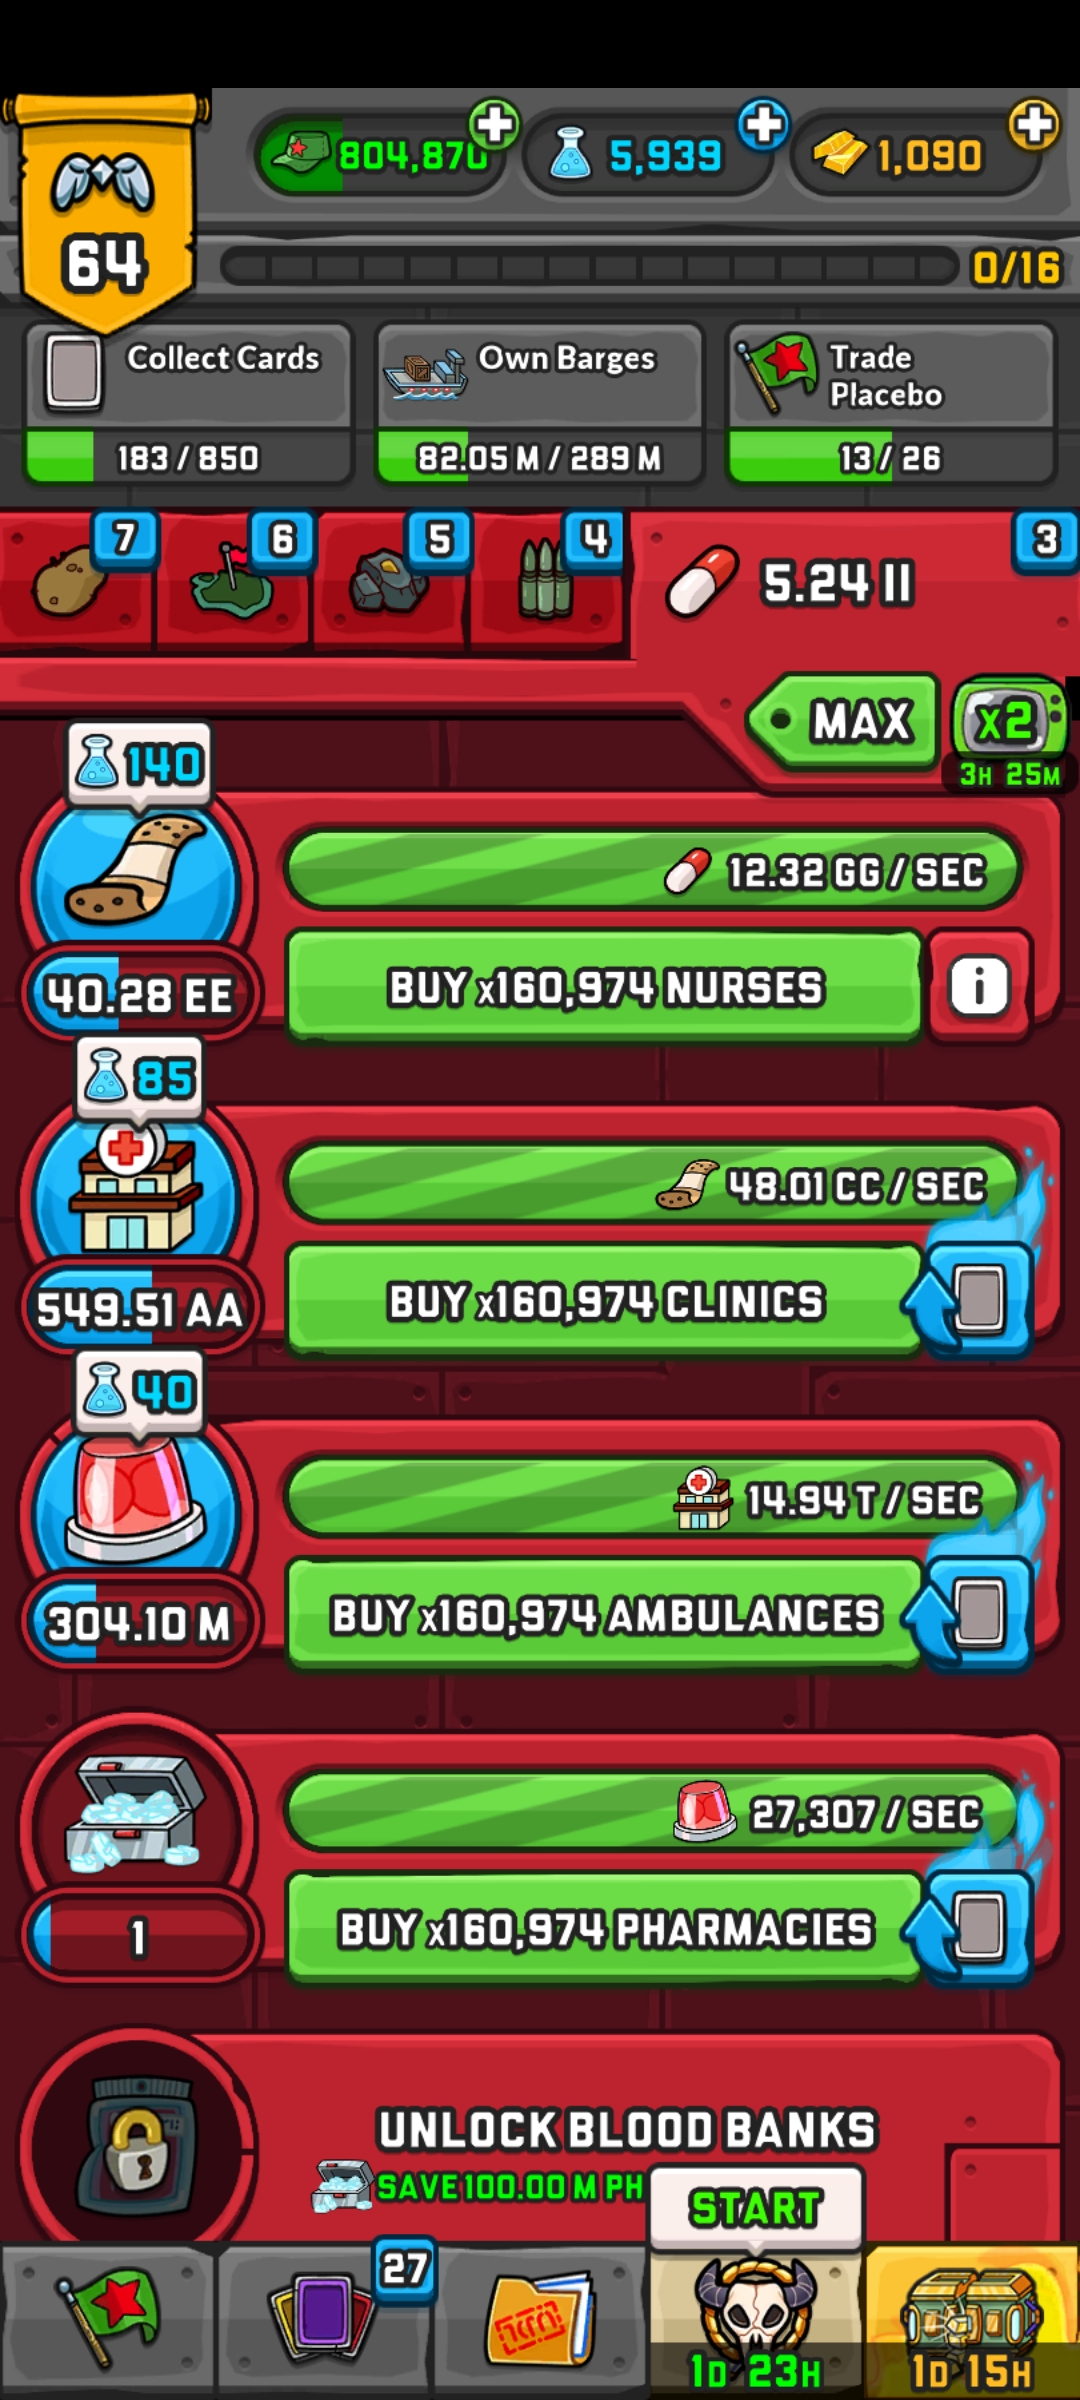 64
804,870
5,939
1,090
0/16
Collect Cards
183 / 850
Own Barges
82.05 M / 289 M
Trade
Placebo
13 / 26
7
6
5
4
5.24 II
3
MAX
x2
3H 25M
140
12.32 GG / SEC
40.28 EE
BUY x160,974 NURSES
i
85
48.01 CC / SEC
549.51 AA
BUY x160,974 CLINICS
40
14.94 T / SEC
304.10 M
BUY x160,974 AMBULANCES
27,307 / SEC
1
BUY x160,974 PHARMACIES
UNLOCK BLOOD BANKS
SAVE 100.00 M PH
START
27
1D 23H
1D 15H